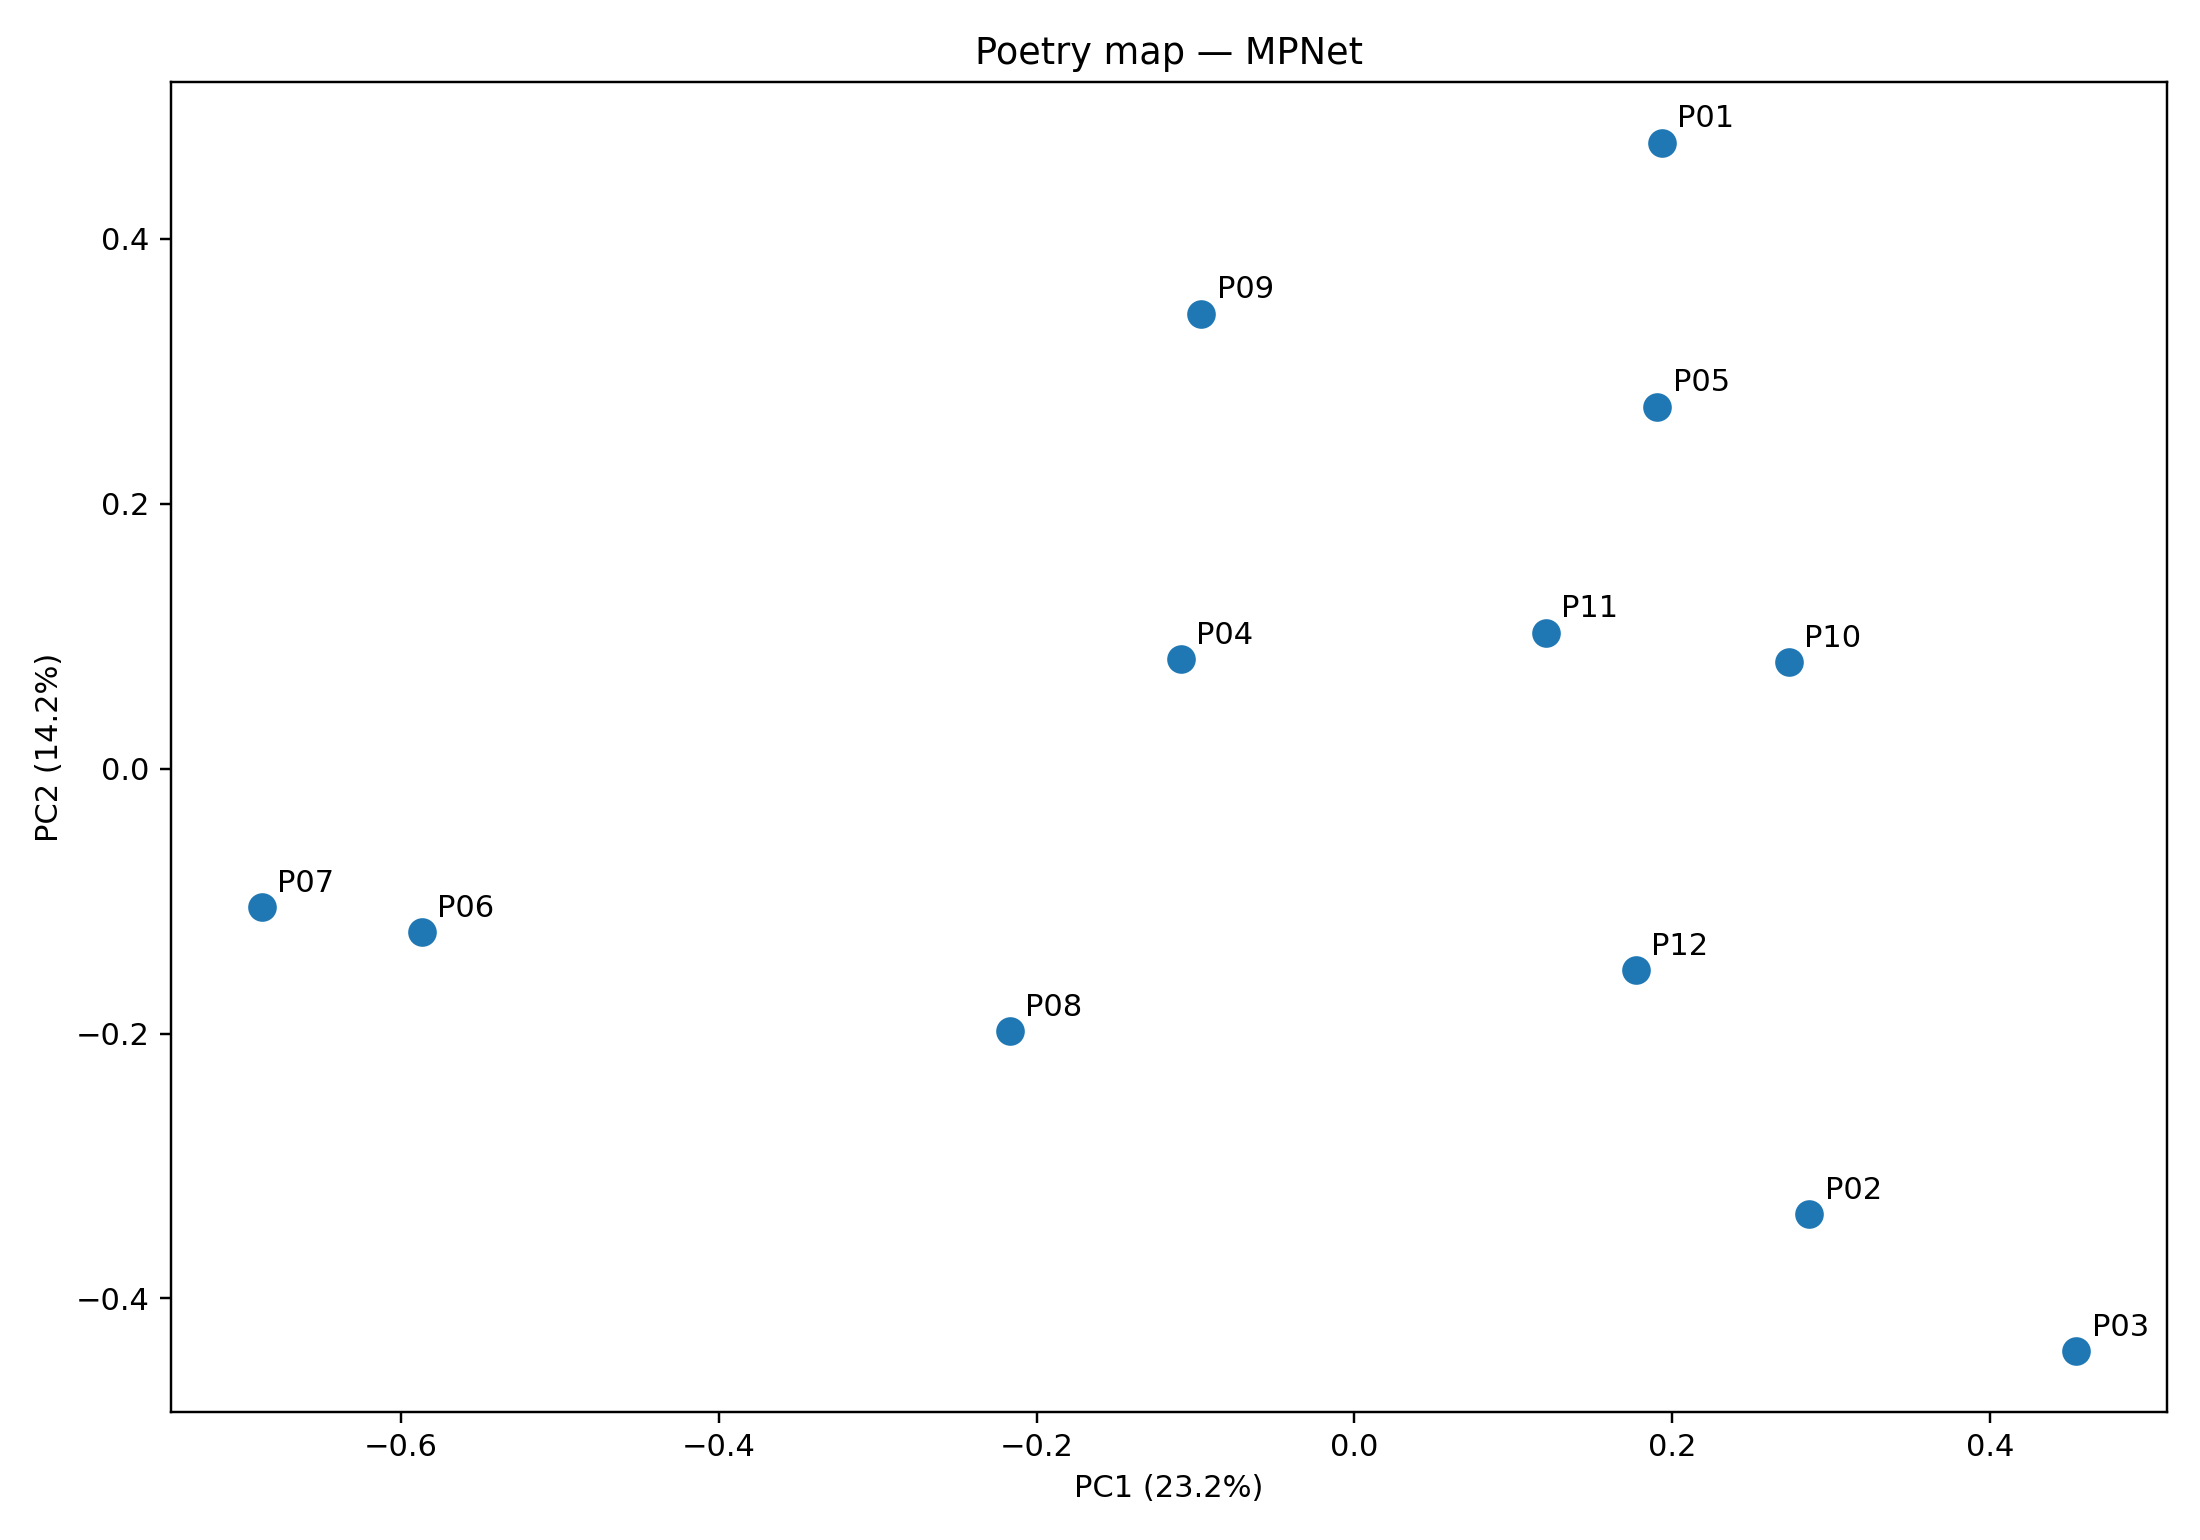 Poetry map — MPNet
P01
0.4
P09
P05
0.2
P11
P04
P10
PC2 (14.2%)
0.0
P07
P06
P12
P08
−0.2
P02
−0.4
P03
−0.6 −0.4 −0.2 0.0 0.2 0.4
PC1 (23.2%)